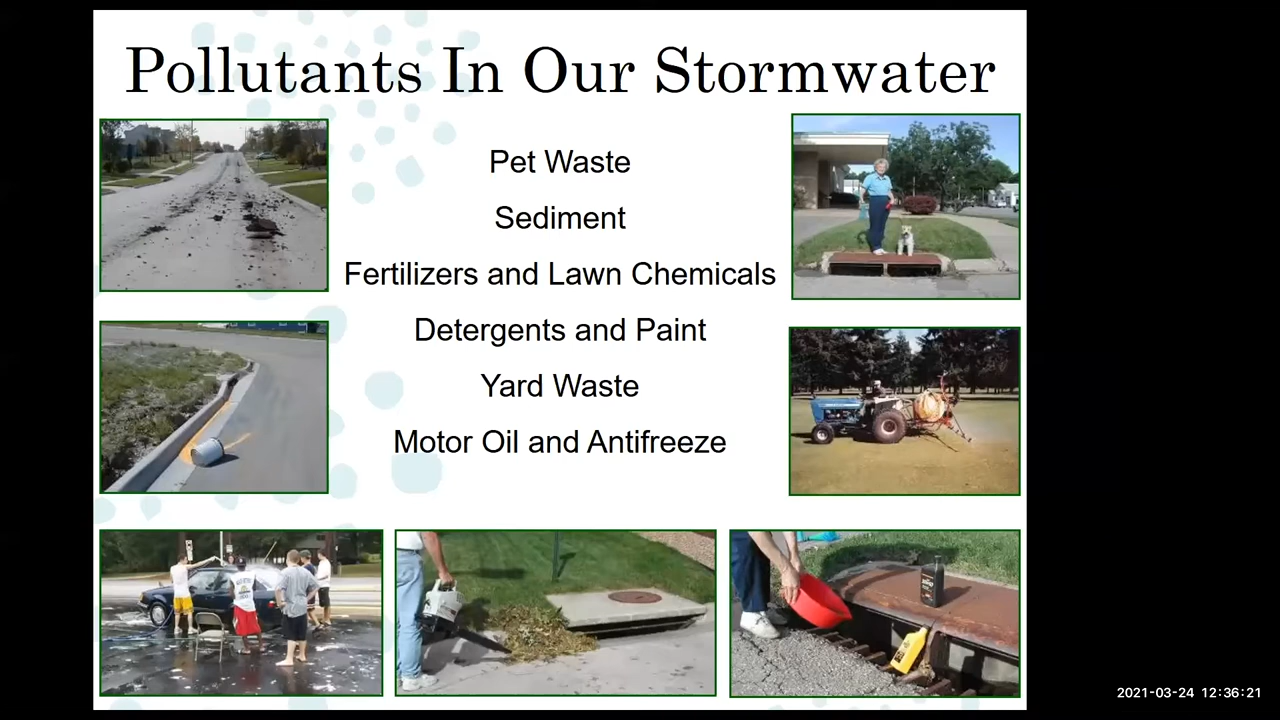 Pollutants In Our Stormwater
Pet Waste
Sediment
Fertilizers and Lawn Chemicals
Detergents and Paint
Yard Waste
Motor Oil and Antifreeze
2021-03-24 12:36:21